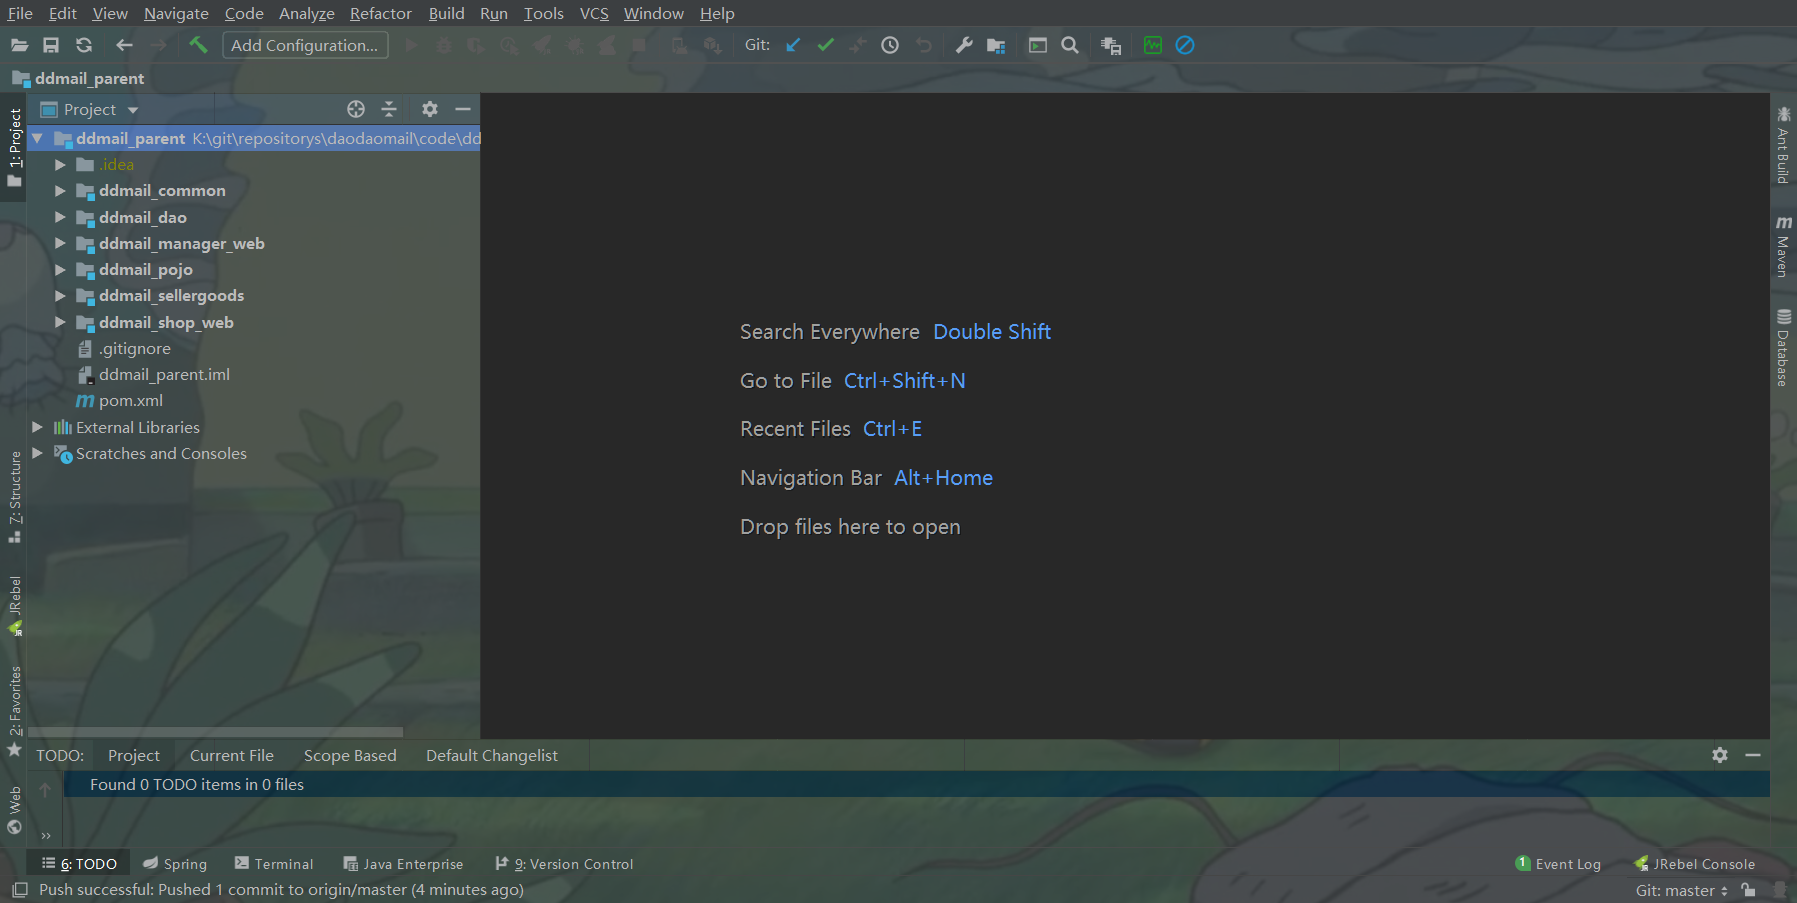 File Edit View Navigate Code Analyze Refactor Build Run Tools VCS Window Help
Add Configuration... Git:
ddmail_parent
Project
ddmail_parent K:\git\repositorys\daodaomail\code\dd
.idea
ddmail_common
ddmail_dao
ddmail_manager_web
ddmail_pojo
ddmail_sellergoods
ddmail_shop_web
.gitignore
ddmail_parent.iml
pom.xml
External Libraries
Scratches and Consoles
1: Project
7: Structure
JRebel
2: Favorites
Web
Search Everywhere Double Shift
Go to File Ctrl+Shift+N
Recent Files Ctrl+E
Navigation Bar Alt+Home
Drop files here to open
Ant Build
Maven
Database
TODO: Project Current File Scope Based Default Changelist
Found 0 TODO items in 0 files
6: TODO Spring Terminal Java Enterprise 9: Version Control 1 Event Log JRebel Console
Push successful: Pushed 1 commit to origin/master (4 minutes ago) Git: master